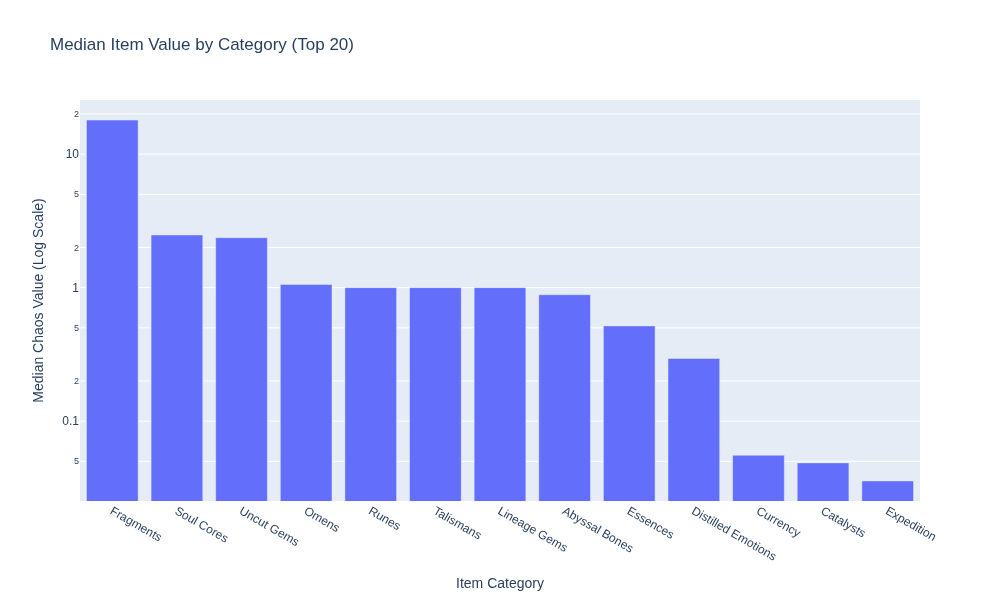 Median Item Value by Category (Top 20)
Median Chaos Value (Log Scale)
2
10
5
2
1
5
2
0.1
5
Fragments
Soul Cores
Uncut Gems
Omens
Runes
Talismans
Lineage Gems
Abyssal Bones
Essences
Distilled Emotions
Currency
Catalysts
Expedition
Item Category